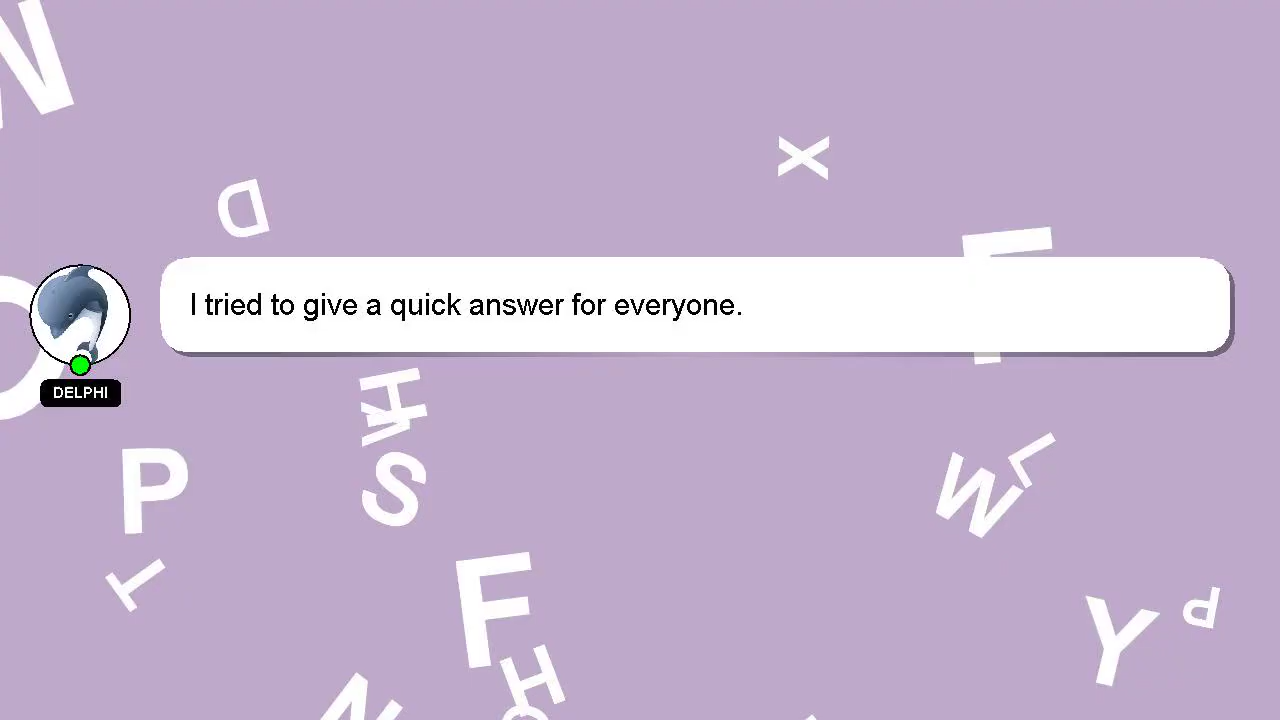 N
D
X
F
I tried to give a quick answer for everyone.
O
DELPHI
H
S
P
L
W
T
F
Y
P
H
N